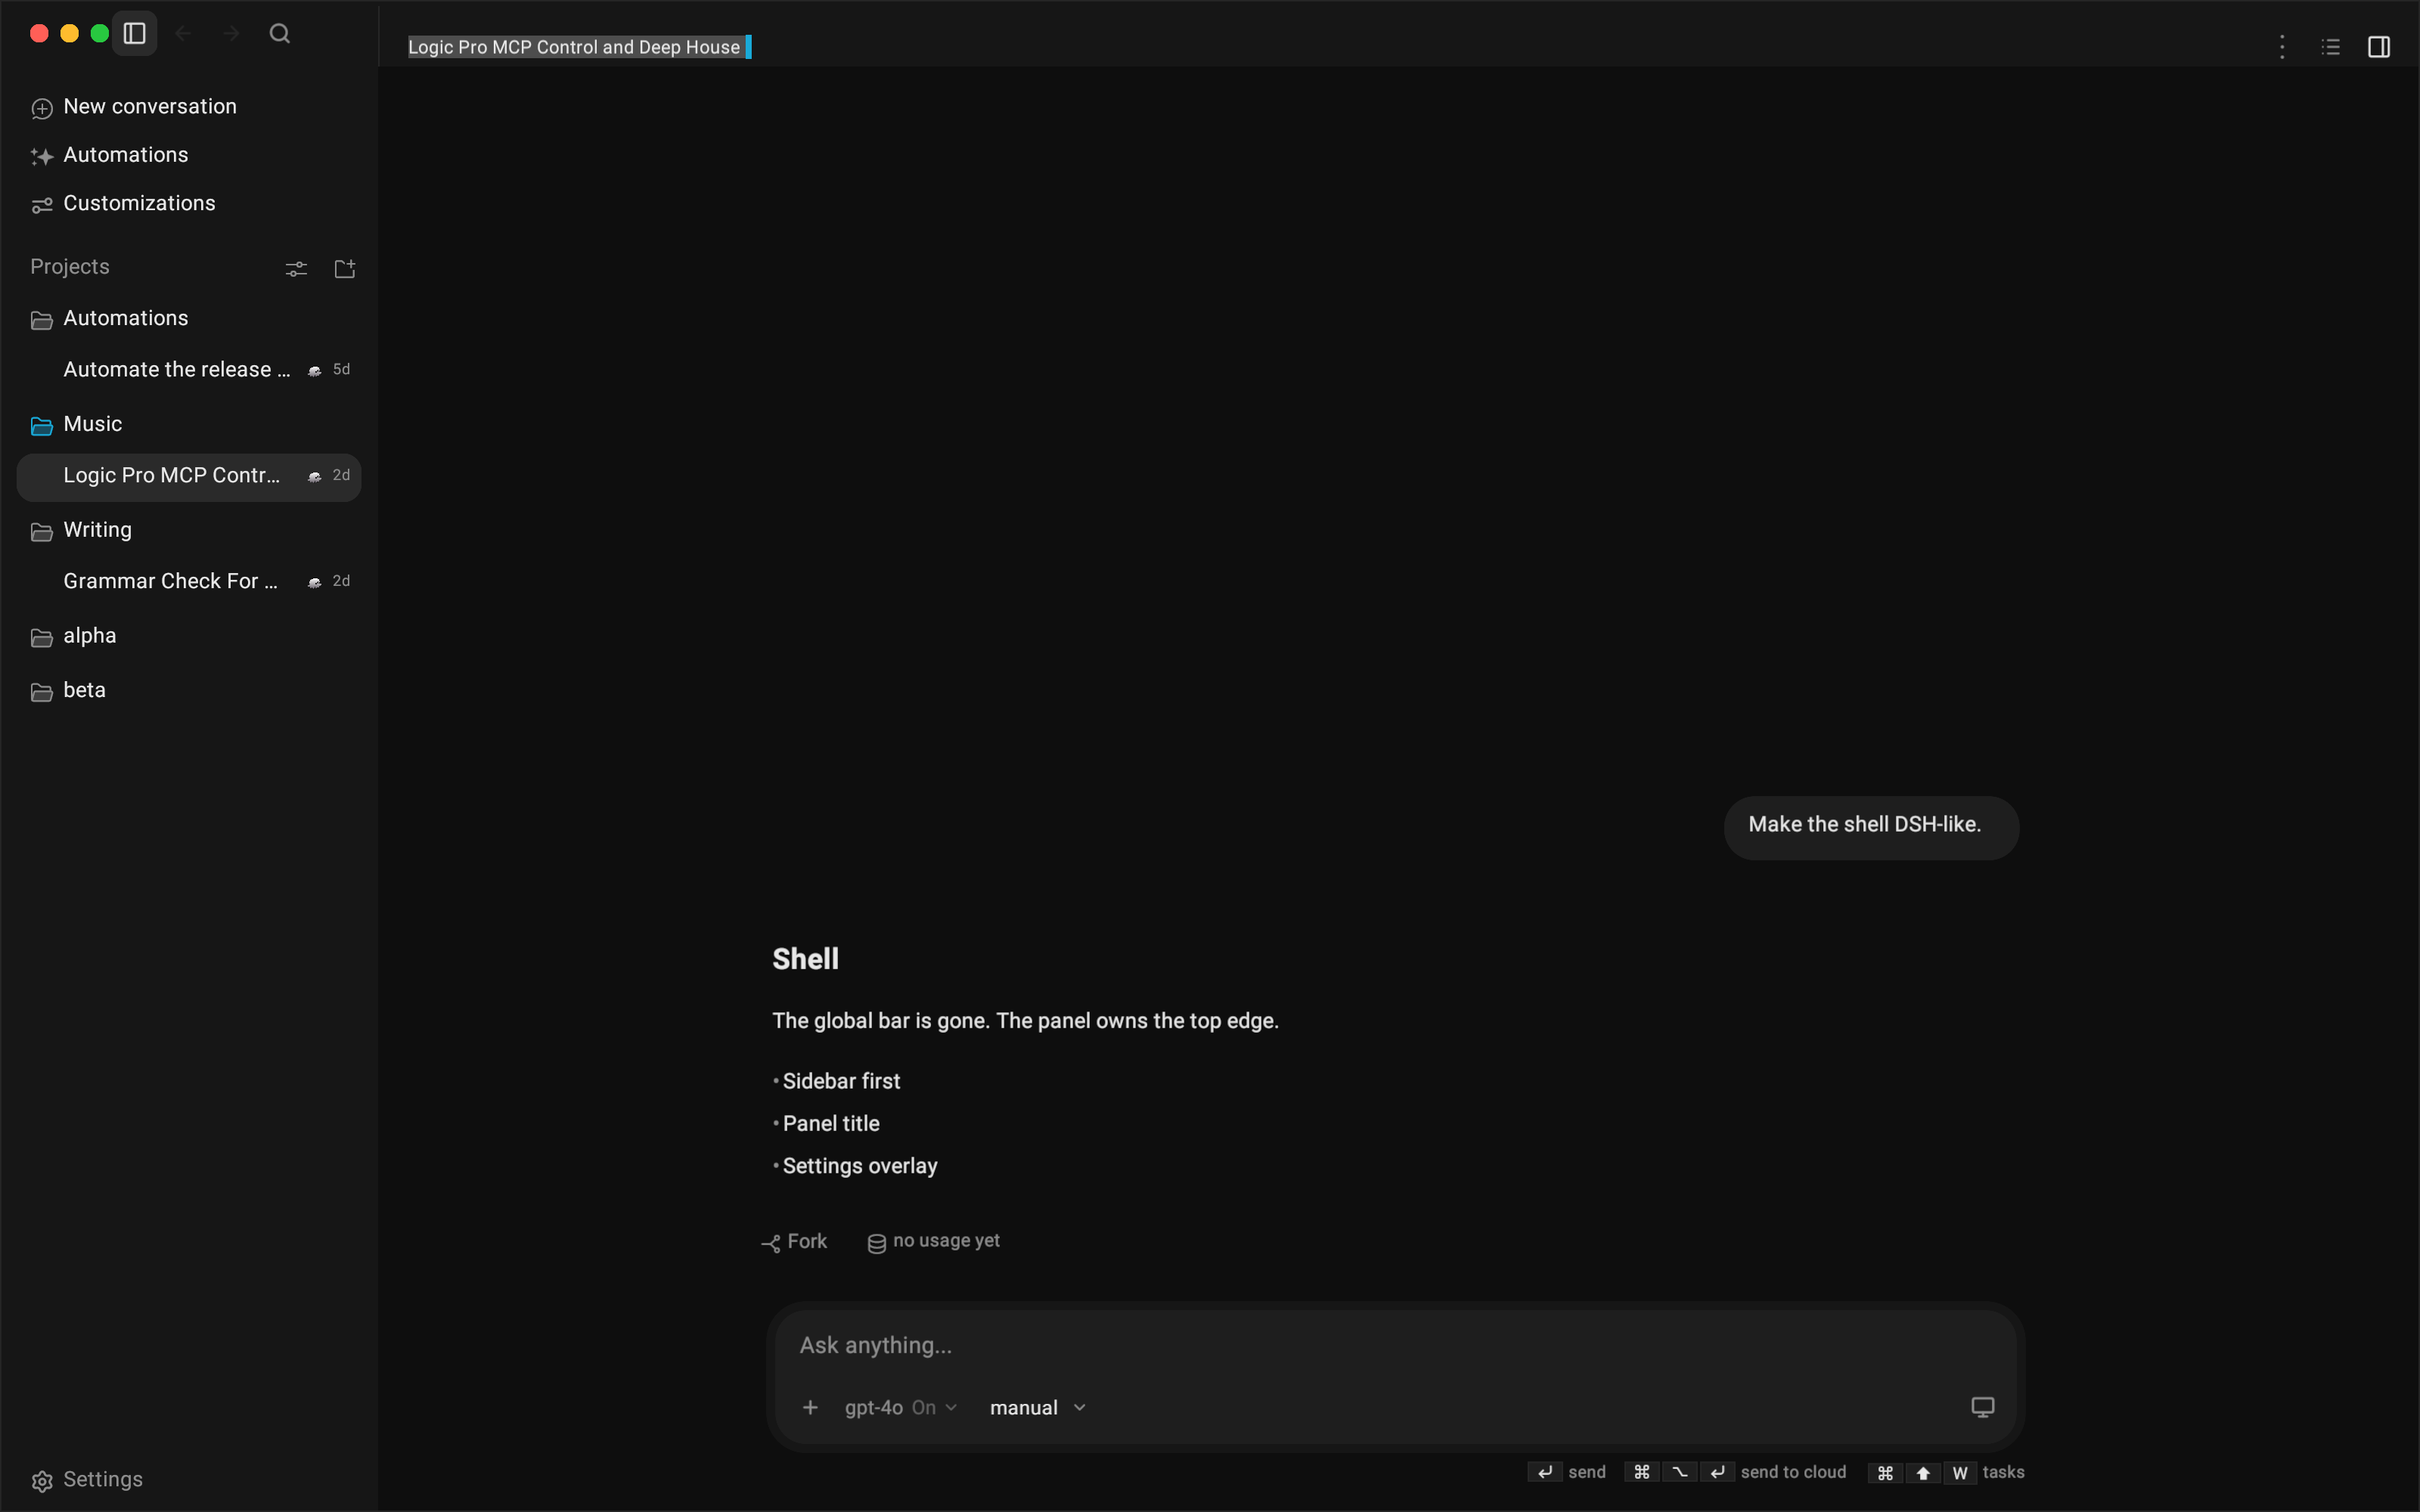 Logic Pro MCP Control and Deep House
New conversation
Automations
Customizations
Projects
Automations
Automate the release ... 5d
Music
Logic Pro MCP Contr... 2d
Writing
Grammar Check For ... 2d
alpha
beta
Settings
Make the shell DSH-like.
Shell
The global bar is gone. The panel owns the top edge.
• Sidebar first
• Panel title
• Settings overlay
Fork no usage yet
Ask anything...
+ gpt-4o On manual
↵ send ⌘ ⌥ ↵ send to cloud ⌘ ⬆ W tasks